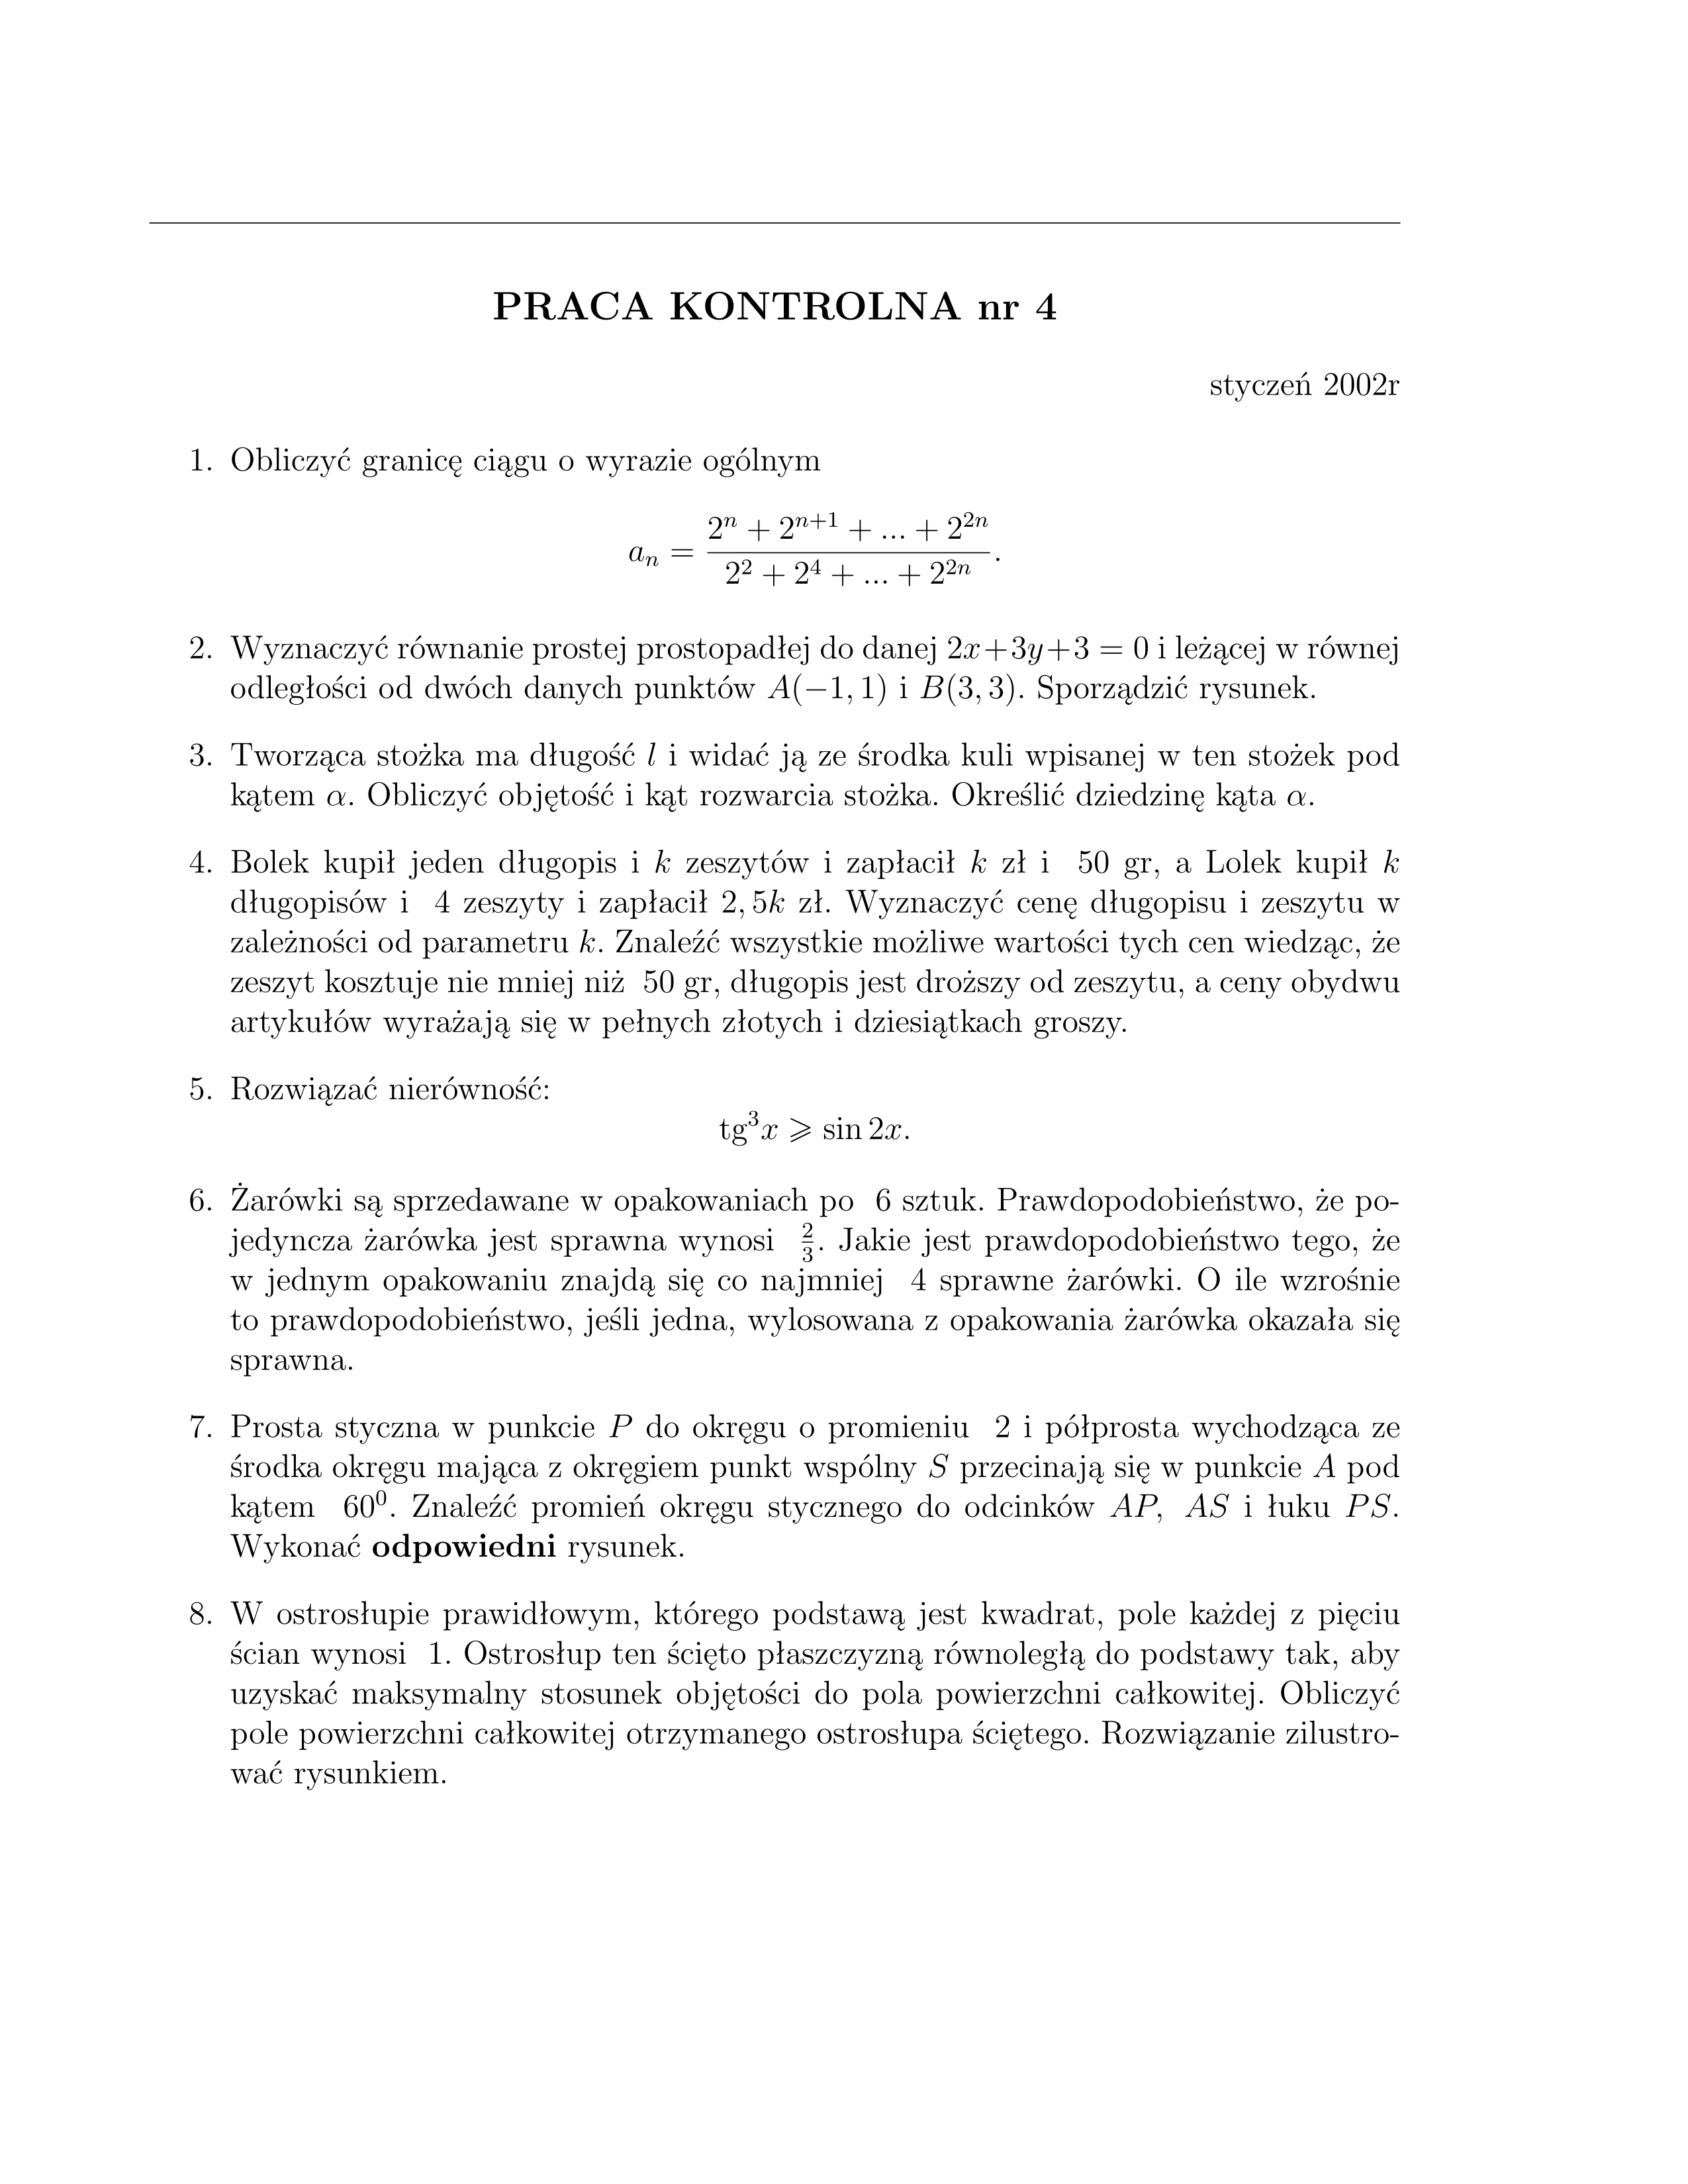 PRACA KONTROLNA nr 4
styczeń 2002r
1. Obliczyć granicę ciągu o wyrazie ogólnym
a_n = \frac{2^n + 2^{n+1} + ... + 2^{2n}}{2^2 + 2^4 + ... + 2^{2n}}.
2. Wyznaczyć równanie prostej prostopadłej do danej 2x+3y+3 = 0 i leżącej w równej
odległości od dwóch danych punktów A(−1, 1) i B(3, 3). Sporządzić rysunek.
3. Tworząca stożka ma długość l i widać ją ze środka kuli wpisanej w ten stożek pod
kątem α. Obliczyć objętość i kąt rozwarcia stożka. Określić dziedzinę kąta α.
4. Bolek kupił jeden długopis i k zeszytów i zapłacił k zł i 50 gr, a Lolek kupił k
długopisów i 4 zeszyty i zapłacił 2, 5k zł. Wyznaczyć cenę długopisu i zeszytu w
zależności od parametru k. Znaleźć wszystkie możliwe wartości tych cen wiedząc, że
zeszyt kosztuje nie mniej niż 50 gr, długopis jest droższy od zeszytu, a ceny obydwu
artykułów wyrażają się w pełnych złotych i dziesiątkach groszy.
5. Rozwiązać nierówność:
tg^3 x ⩾ sin 2x.
6. Żarówki są sprzedawane w opakowaniach po 6 sztuk. Prawdopodobieństwo, że po-
jedyncza żarówka jest sprawna wynosi \frac{2}{3}. Jakie jest prawdopodobieństwo tego, że
w jednym opakowaniu znajdą się co najmniej 4 sprawne żarówki. O ile wzrośnie
to prawdopodobieństwo, jeśli jedna, wylosowana z opakowania żarówka okazała się
sprawna.
7. Prosta styczna w punkcie P do okręgu o promieniu 2 i półprosta wychodząca ze
środka okręgu mająca z okręgiem punkt wspólny S przecinają się w punkcie A pod
kątem 60^0. Znaleźć promień okręgu stycznego do odcinków AP, AS i łuku PS.
Wykonać odpowiedni rysunek.
8. W ostrosłupie prawidłowym, którego podstawą jest kwadrat, pole każdej z pięciu
ścian wynosi 1. Ostrosłup ten ścięto płaszczyzną równoległą do podstawy tak, aby
uzyskać maksymalny stosunek objętości do pola powierzchni całkowitej. Obliczyć
pole powierzchni całkowitej otrzymanego ostrosłupa ściętego. Rozwiązanie zilustro-
wać rysunkiem.